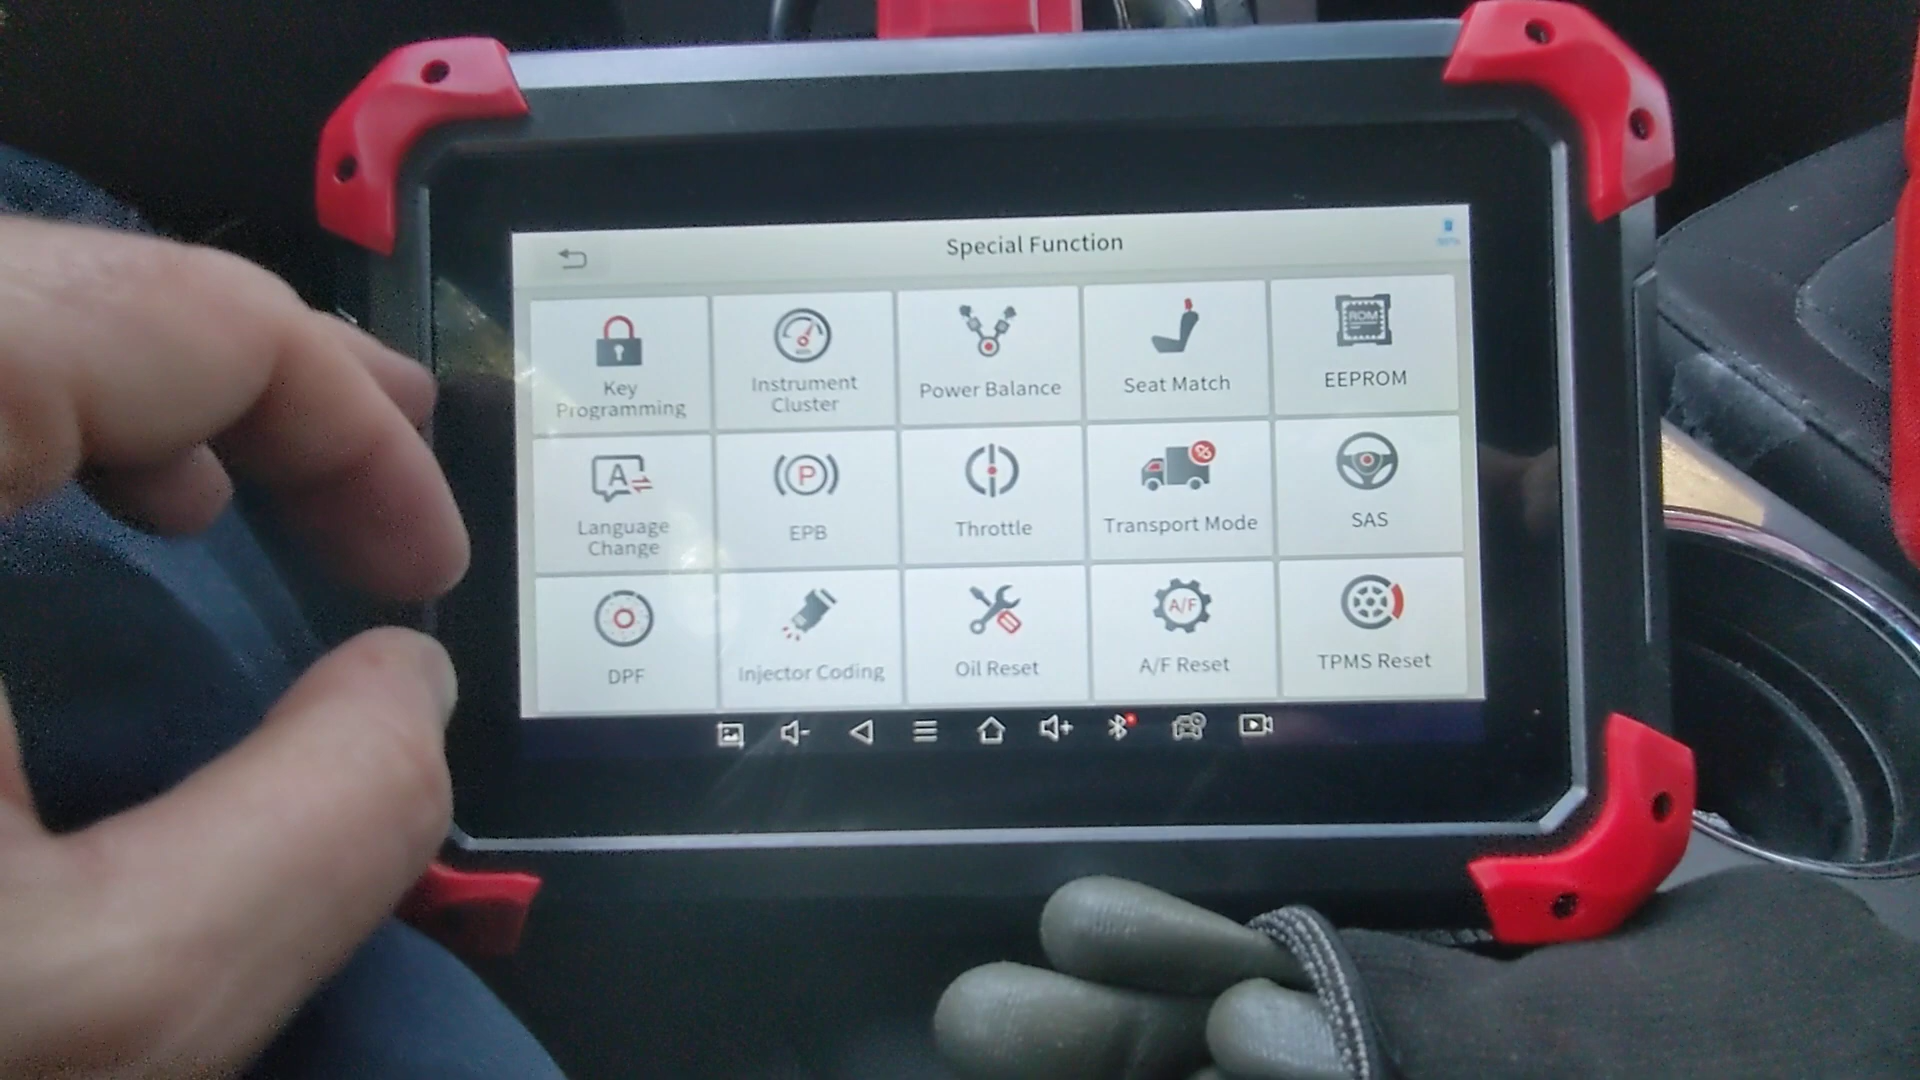 Special Function
Key
Programming
Instrument
Cluster
Power Balance
Seat Match
ROM
EEPROM
A
Language
Change
P
EPB
Throttle
Transport Mode
SAS
DPF
Injector Coding
Oil Reset
A/F
A/F Reset
TPMS Reset